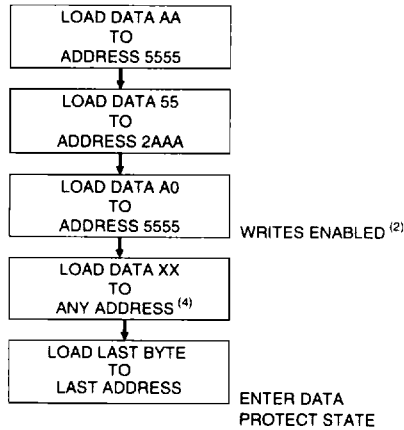 LOAD DATA AA
TO
ADDRESS 5555
LOAD DATA 55
TO
ADDRESS 2AAA
LOAD DATA A0
TO
ADDRESS 5555
WRITES ENABLED (2)
LOAD DATA XX
TO
ANY ADDRESS (4)
LOAD LAST BYTE
TO
LAST ADDRESS
ENTER DATA
PROTECT STATE